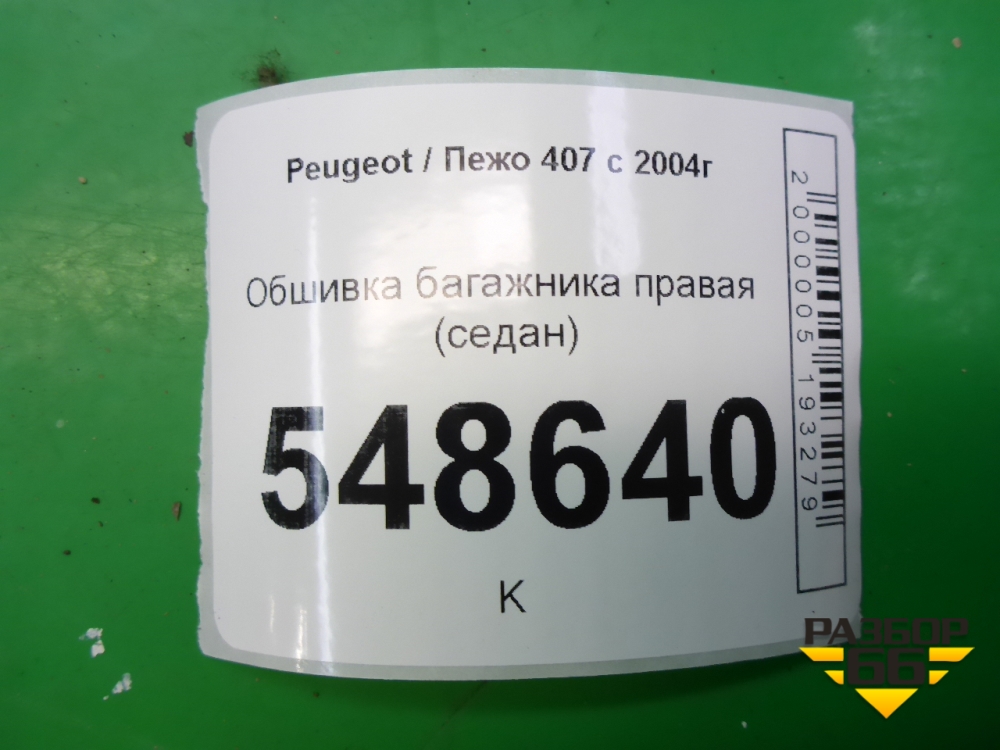 Peugeot / Пежо 407 с 2004г
Обшивка багажника правая
(седан)
548640
К
2000005193279
РАЗБОР
66